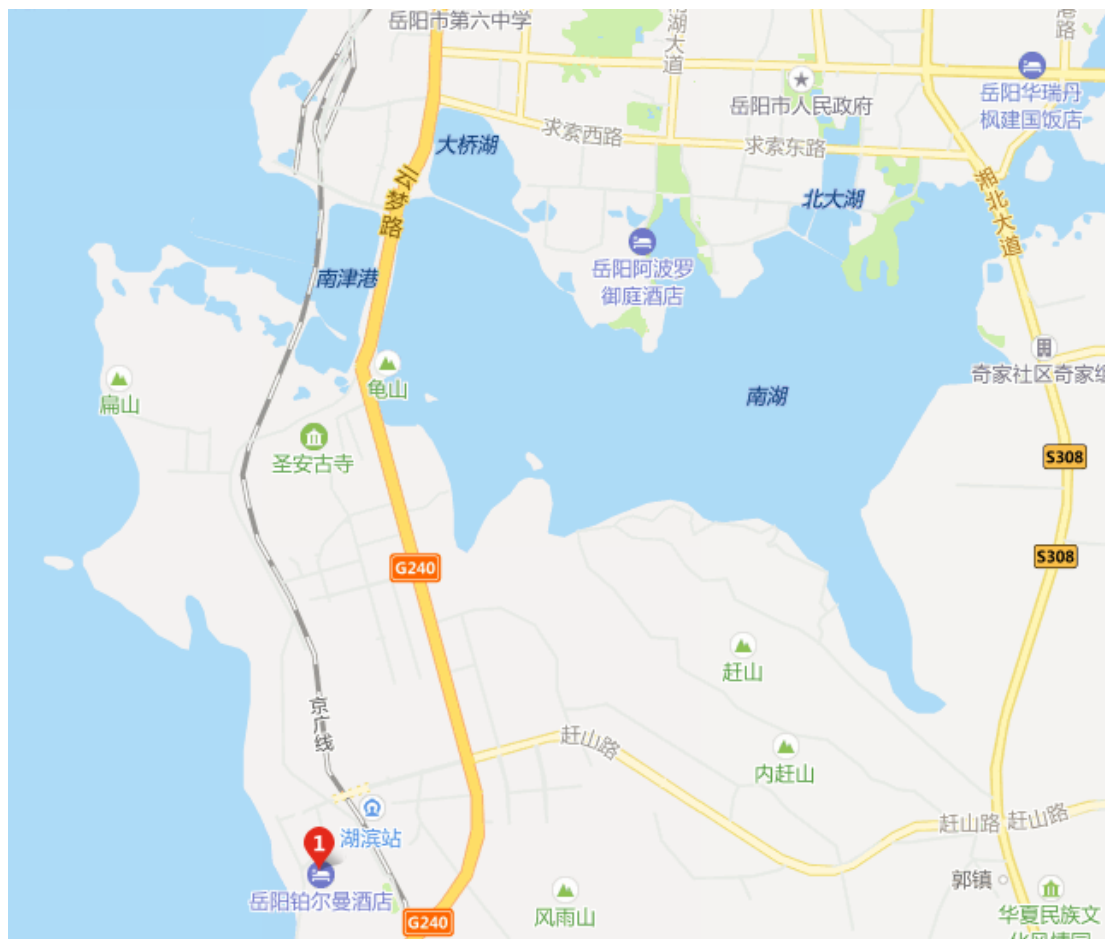 岳阳市第六中学
南湖大道
港路
岳阳华瑞丹
枫建国饭店
岳阳市人民政府
求索西路
求索东路
大桥湖
云梦路
北大湖
湘北大道
岳阳阿波罗
御庭酒店
南津港
奇家社区奇家组
扁山
龟山
南湖
圣安古寺
S308
G240
S308
赶山
京广线
赶山路
内赶山
湖滨站
1
赶山路
赶山路
岳阳铂尔曼酒店
郭镇
风雨山
G240
华夏民族文